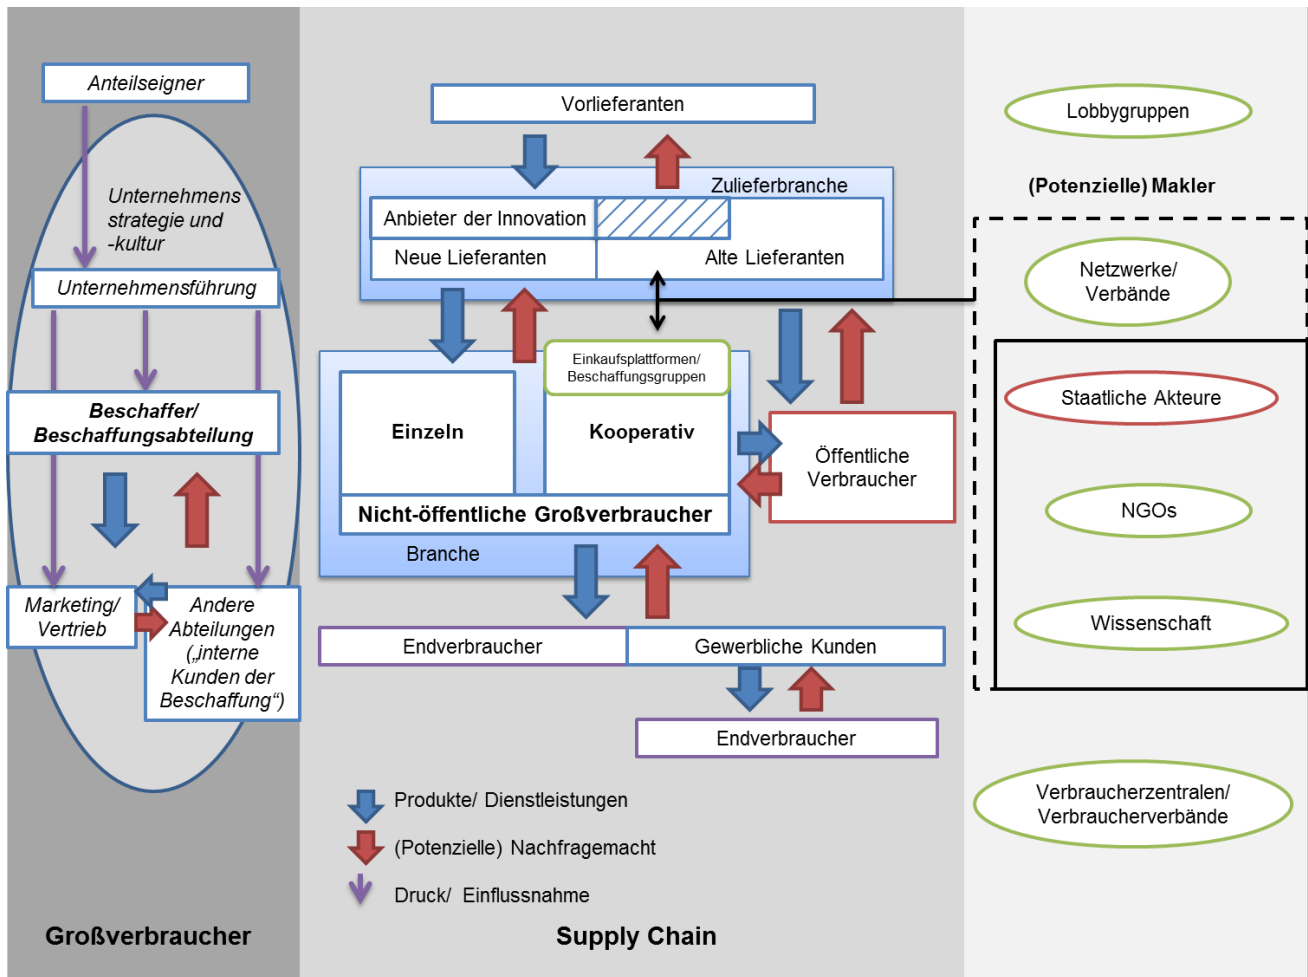 Anteilseigner
Unternehmens
strategie und
-kultur
Unternehmensführung
Beschaffer/
Beschaffungsabteilung
Marketing/
Vertrieb
Andere
Abteilungen
(„interne
Kunden der
Beschaffung“)
Großverbraucher
Vorlieferanten
Zulieferbranche
Anbieter der Innovation
Neue Lieferanten
Alte Lieferanten
Einkaufsplattformen/
Beschaffungsgruppen
Einzeln
Kooperativ
Nicht-öffentliche Großverbraucher
Branche
Öffentliche
Verbraucher
Endverbraucher
Gewerbliche Kunden
Endverbraucher
Produkte/ Dienstleistungen
(Potenzielle) Nachfragemacht
Druck/ Einflussnahme
Supply Chain
Lobbygruppen
(Potenzielle) Makler
Netzwerke/
Verbände
Staatliche Akteure
NGOs
Wissenschaft
Verbraucherzentralen/
Verbraucherverbände